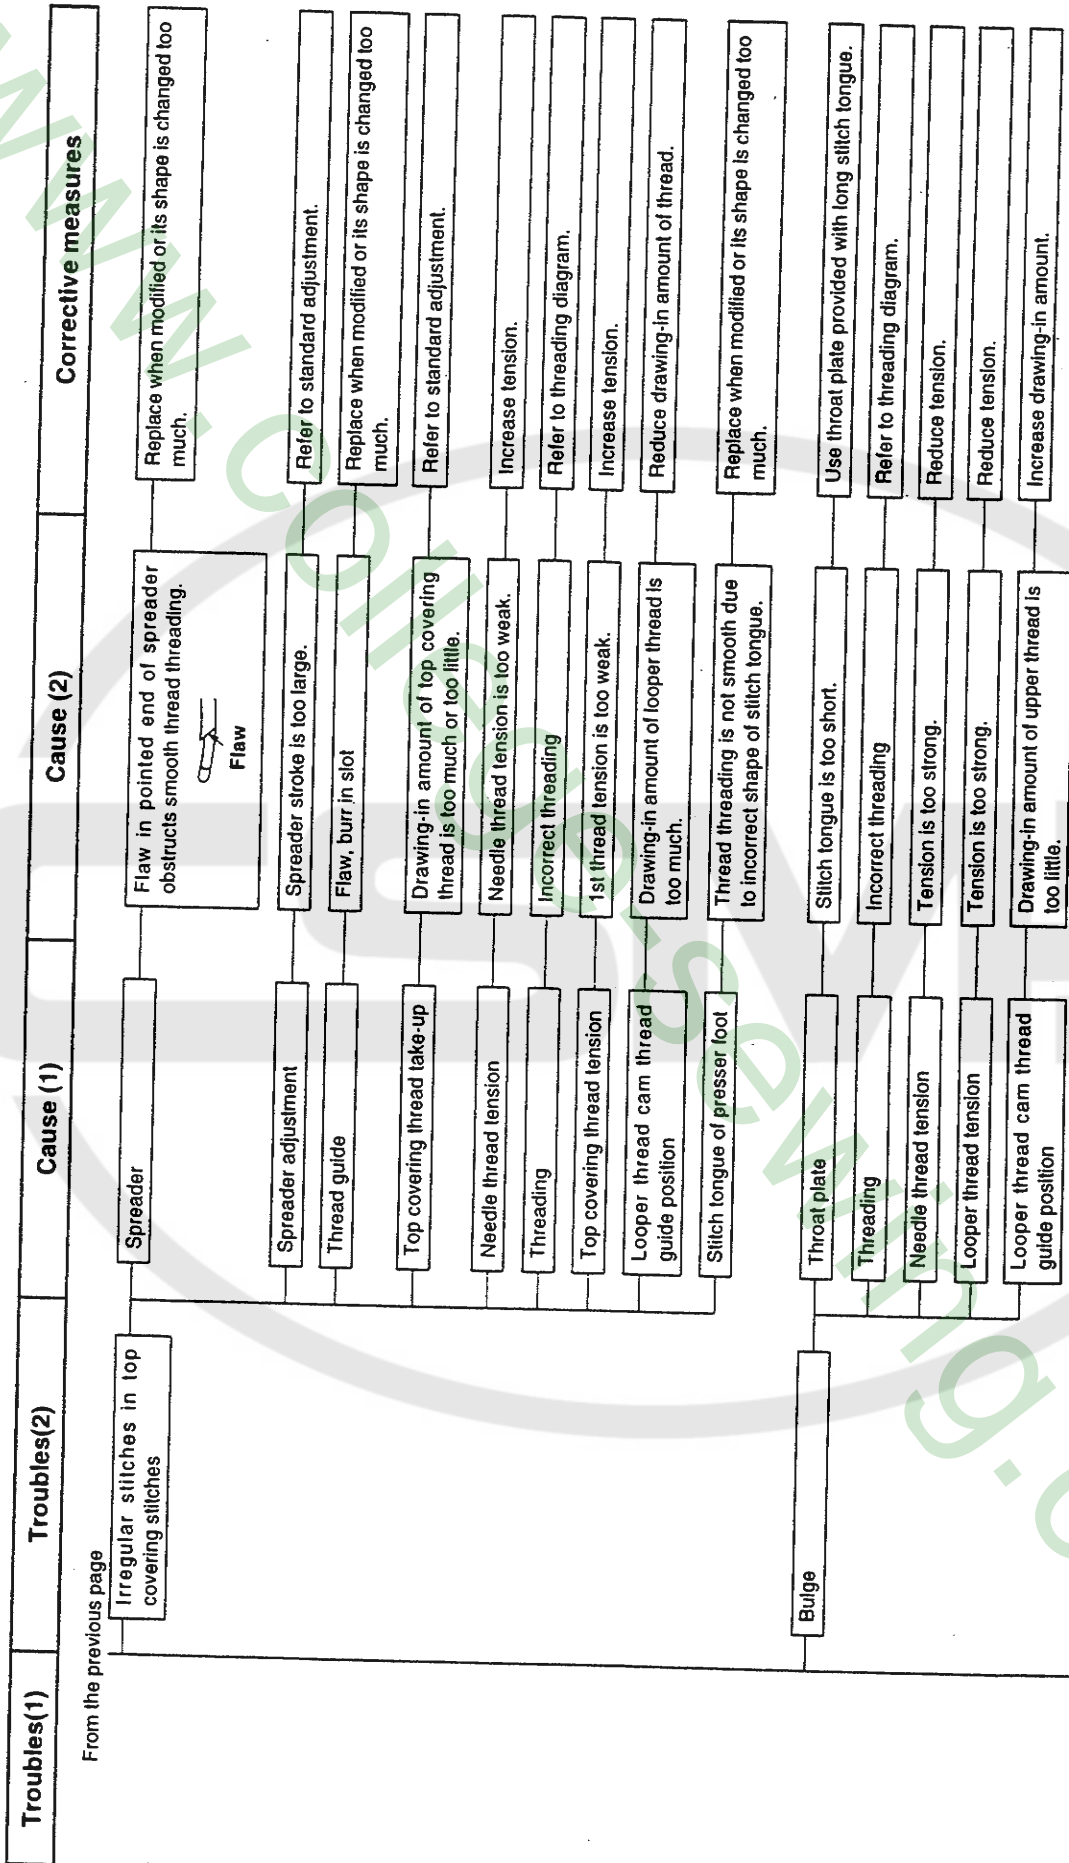 Troubles(1)
Troubles(2)
Cause (1)
Cause (2)
Corrective measures
From the previous page
Irregular stitches in top
covering stitches
Spreader
Flaw in pointed end of spreader
obstructs smooth thread threading.
Flaw
Replace when modified or its shape is changed too
much.
Spreader adjustment
Spreader stroke is too large.
Refer to standard adjustment.
Thread guide
Flaw, burr in slot
Replace when modified or its shape is changed too
much.
Top covering thread take-up
Drawing-in amount of top covering
thread is too much or too little.
Refer to standard adjustment.
Needle thread tension
Needle thread tension is too weak.
Increase tension.
Threading
Incorrect threading
Refer to threading diagram.
Top covering thread tension
1st thread tension is too weak.
Increase tension.
Looper thread cam thread
guide position
Drawing-in amount of looper thread is
too much.
Reduce drawing-in amount of thread.
Stitch tongue of presser foot
Thread threading is not smooth due
to incorrect shape of stitch tongue.
Replace when modified or its shape is changed too
much.
Bulge
Throat plate
Stitch tongue is too short.
Use throat plate provided with long stitch tongue.
Threading
Incorrect threading
Refer to threading diagram.
Needle thread tension
Tension is too strong.
Reduce tension.
Looper thread tension
Tension is too strong.
Reduce tension.
Looper thread cam thread
guide position
Drawing-in amount of upper thread is
too little.
Increase drawing-in amount.
www.college-sewing.c